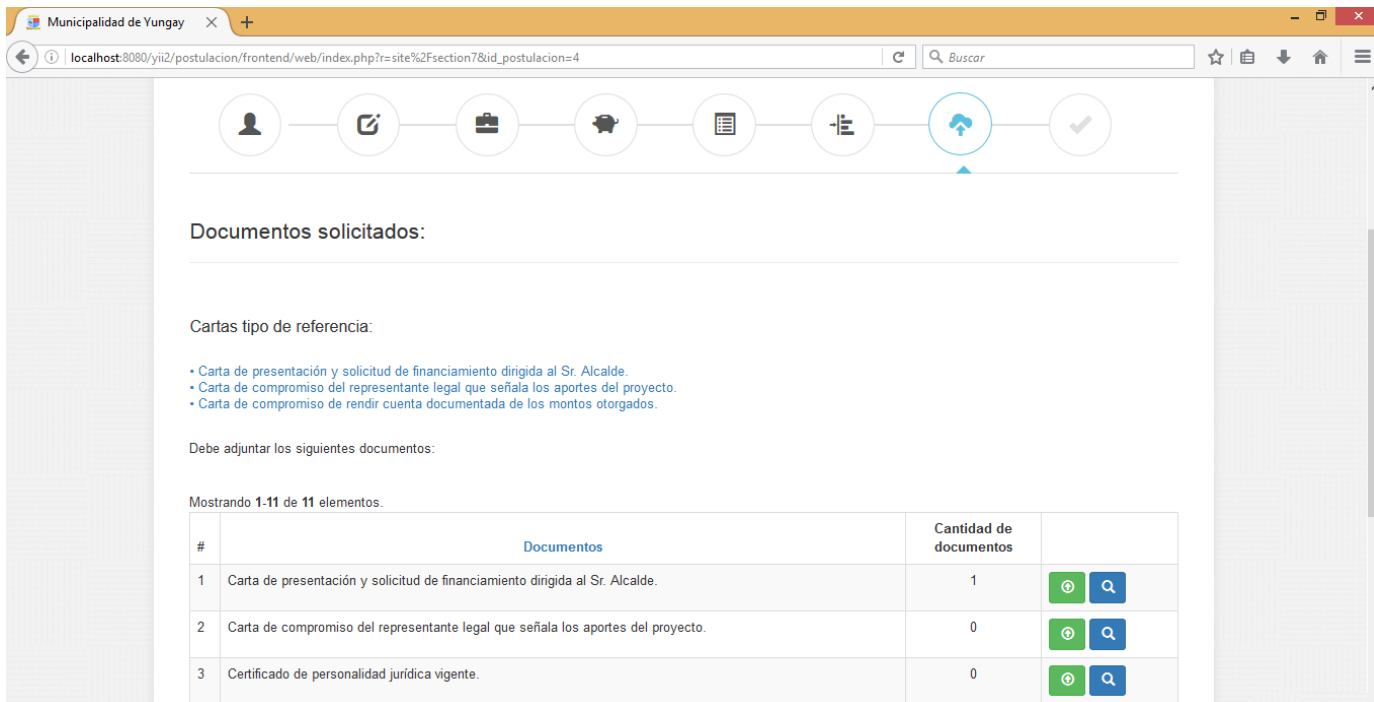 Municipalidad de Yungay
localhost:8080/yii2/postulacion/frontend/web/index.php?r=site%2Fsection7&id_postulacion=4
Buscar
Documentos solicitados:
Cartas tipo de referencia:
• Carta de presentación y solicitud de financiamiento dirigida al Sr. Alcalde.
• Carta de compromiso del representante legal que señala los aportes del proyecto.
• Carta de compromiso de rendir cuenta documentada de los montos otorgados.
Debe adjuntar los siguientes documentos:
Mostrando 1-11 de 11 elementos.
# Documentos Cantidad de documentos
1 Carta de presentación y solicitud de financiamiento dirigida al Sr. Alcalde. 1
2 Carta de compromiso del representante legal que señala los aportes del proyecto. 0
3 Certificado de personalidad jurídica vigente. 0